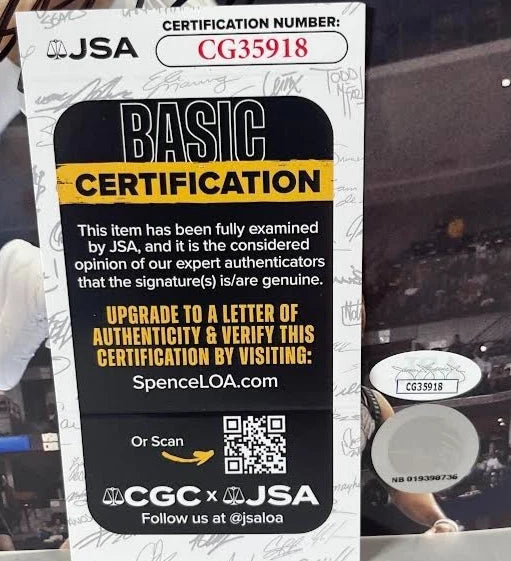 JSA
CERTIFICATION NUMBER:
CG35918
BASIC
CERTIFICATION
This item has been fully examined
by JSA, and it is the considered
opinion of our expert authenticators
that the signature(s) is/are genuine.
UPGRADE TO A LETTER OF
AUTHENTICITY & VERIFY THIS
CERTIFICATION BY VISITING:
SpenceLOA.com
Or Scan
CGC x JSA
Follow us at @jsaloa
CG35918
NB 019398736